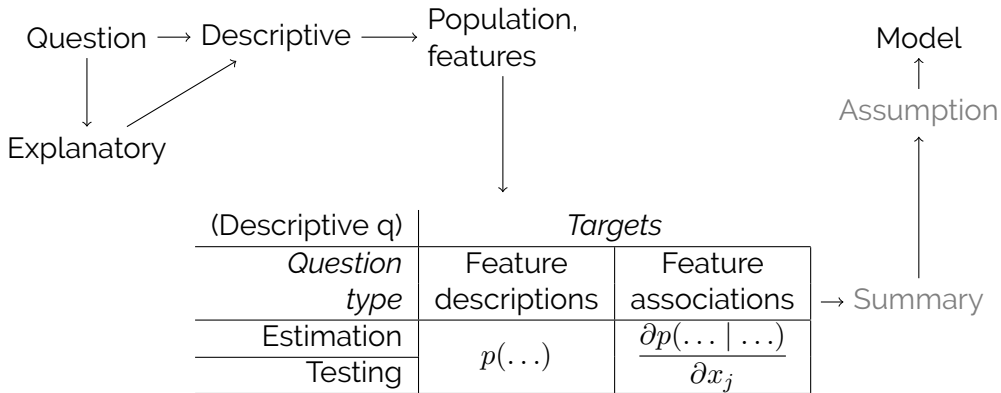 Question
Descriptive
Population,
features
Model
Assumption
Explanatory
(Descriptive q)
Targets
Question
type
Feature
descriptions
Feature
associations
Summary
Estimation
Testing
p(...)
∂p(... | ...)
∂x_j